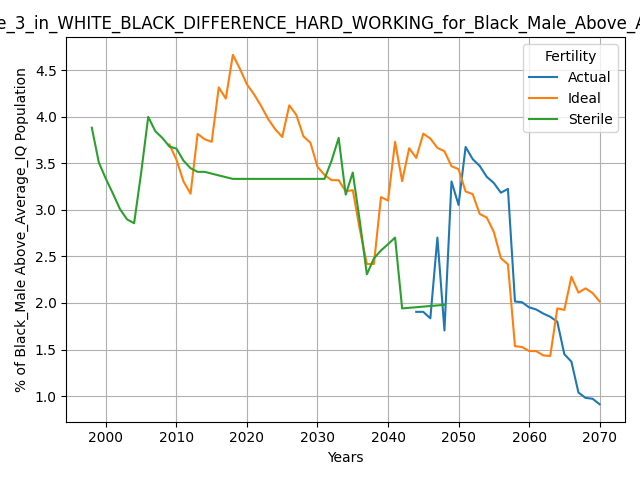 e_3_in_WHITE_BLACK_DIFFERENCE_HARD_WORKING_for_Black_Male_Above_A
Fertility
Actual
Ideal
Sterile
% of Black_Male Above_Average_IQ Population
4.5
4.0
3.5
3.0
2.5
2.0
1.5
1.0
2000 2010 2020 2030 2040 2050 2060 2070
Years